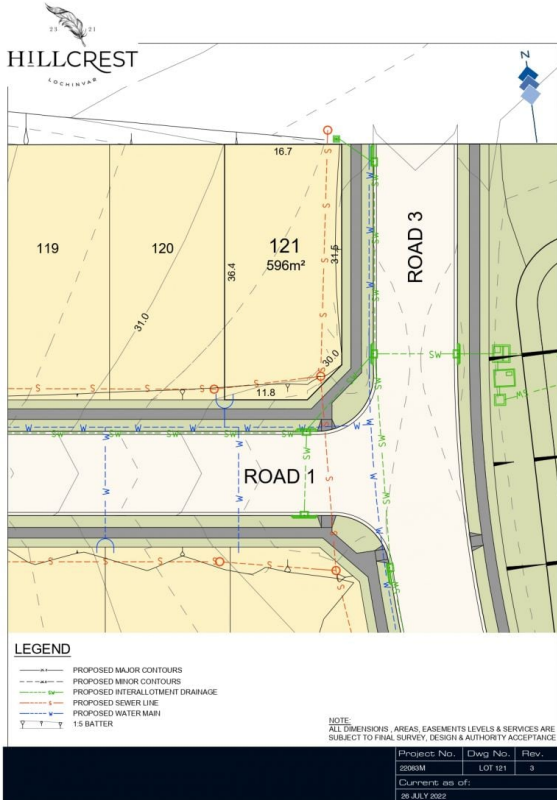 23 21
HILLCREST
LOCHINVAR
N
16.7
119
120
121
596m²
36.4
31.5
31.0
30.0
11.8
ROAD 3
ROAD 1
S
W
SW
LEGEND
PROPOSED MAJOR CONTOURS
PROPOSED MINOR CONTOURS
SW PROPOSED INTERALLOTMENT DRAINAGE
S PROPOSED SEWER LINE
W PROPOSED WATER MAIN
1:5 BATTER
NOTE:
ALL DIMENSIONS , AREAS, EASEMENTS LEVELS & SERVICES ARE
SUBJECT TO FINAL SURVEY, DESIGN & AUTHORITY ACCEPTANCE
Project No. Dwg No. Rev.
22063M LOT 121 3
Current as of:
26 JULY 2022